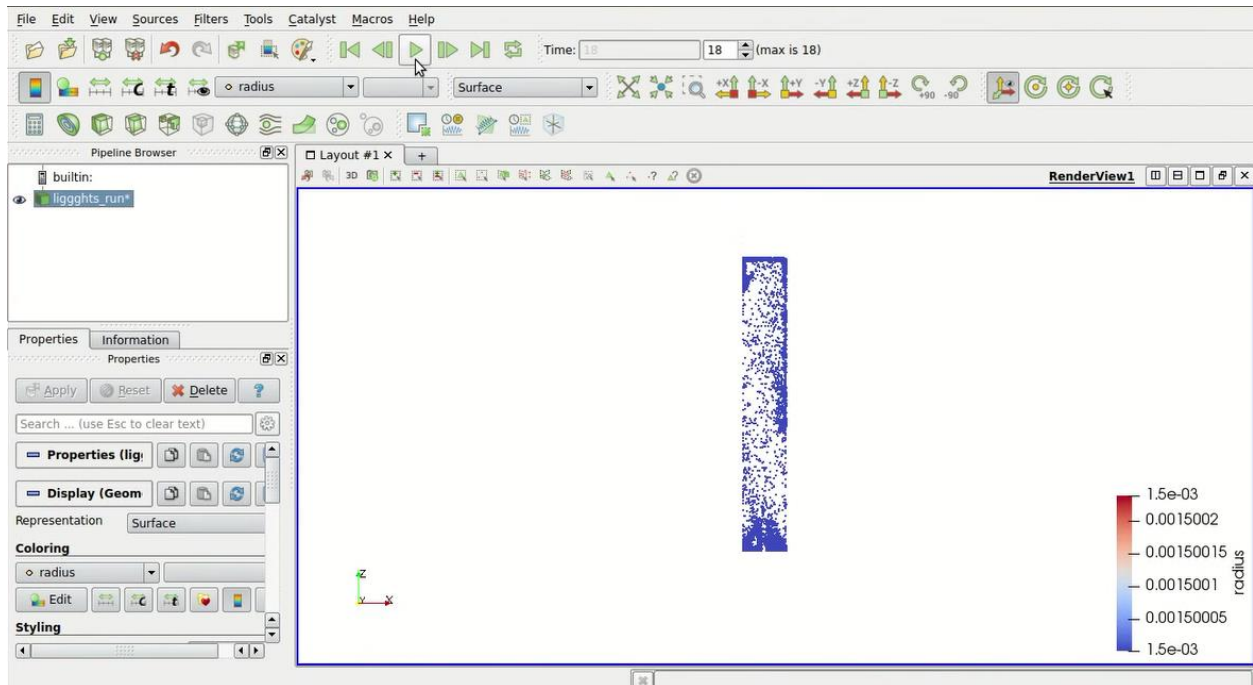 File Edit View Sources Filters Tools Catalyst Macros Help
Time: 18 18 (max is 18)
radius Surface +X -X +Y -Y +Z -Z +90 -90
Pipeline Browser
Layout #1 +
builtin:
3D
RenderView1
liggghts_run*
Properties Information
Properties
Apply Reset Delete ?
Search ... (use Esc to clear text)
Properties (lig
Display (Geom
Representation Surface
Coloring
radius
Edit
Styling
Z
Y X
1.5e-03
0.0015002
0.00150015
0.0015001
0.00150005
1.5e-03
radius